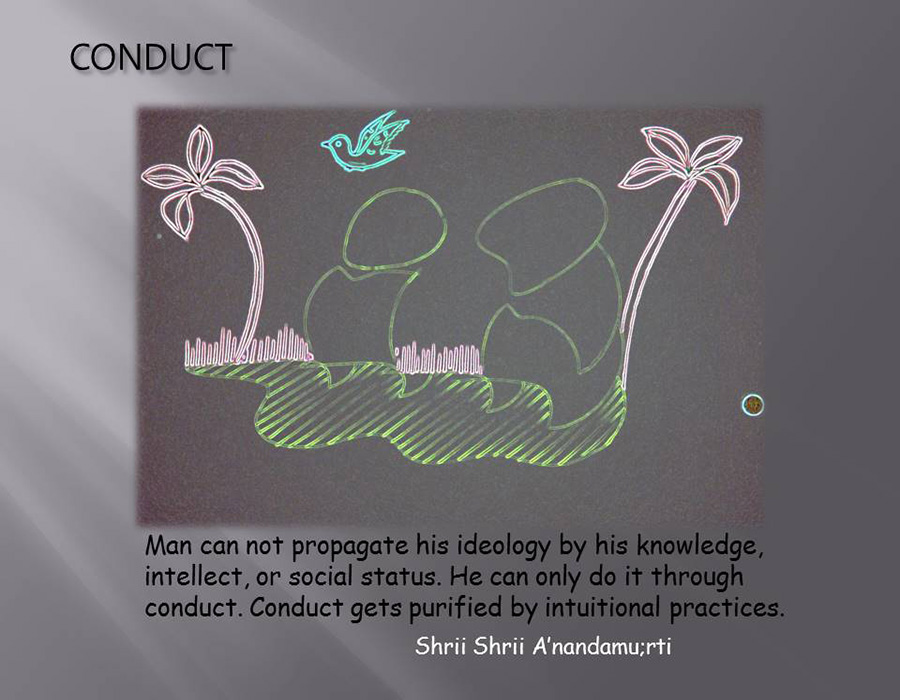 CONDUCT
Man can not propagate his ideology by his knowledge,
intellect, or social status. He can only do it through
conduct. Conduct gets purified by intuitional practices.
Shrii Shrii A’nandamu;rti